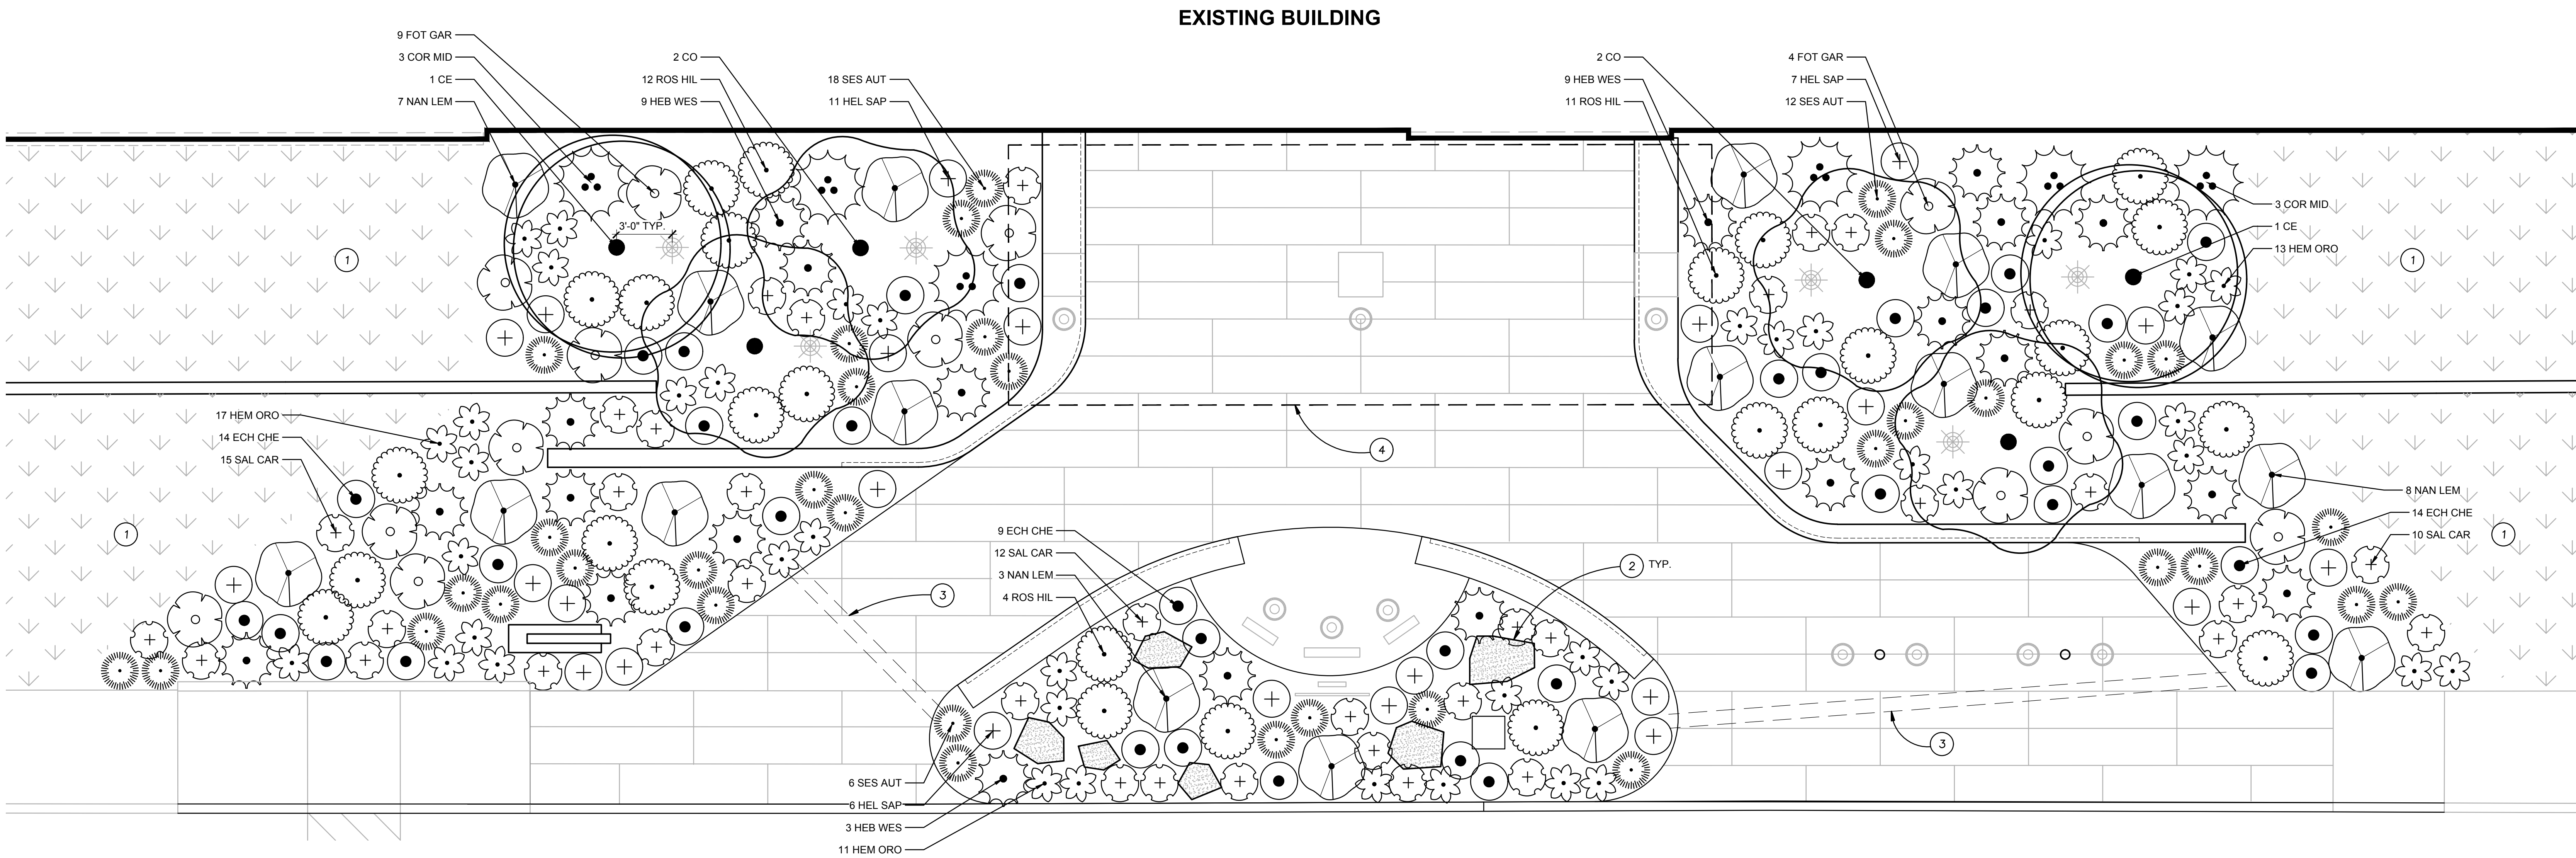 EXISTING BUILDING
9 FOT GAR
3 COR MID
1 CE
7 NAN LEM
2 CO
12 ROS HIL
9 HEB WES
18 SES AUT
11 HEL SAP
2 CO
9 HEB WES
11 ROS HIL
4 FOT GAR
7 HEL SAP
12 SES AUT
3'-0" TYP.
3 COR MID
1 CE
13 HEM ORO
1
1
17 HEM ORO
14 ECH CHE
15 SAL CAR
4
8 NAN LEM
14 ECH CHE
10 SAL CAR
1
1
9 ECH CHE
12 SAL CAR
3 NAN LEM
4 ROS HIL
2 TYP.
3
3
6 SES AUT
6 HEL SAP
3 HEB WES
11 HEM ORO